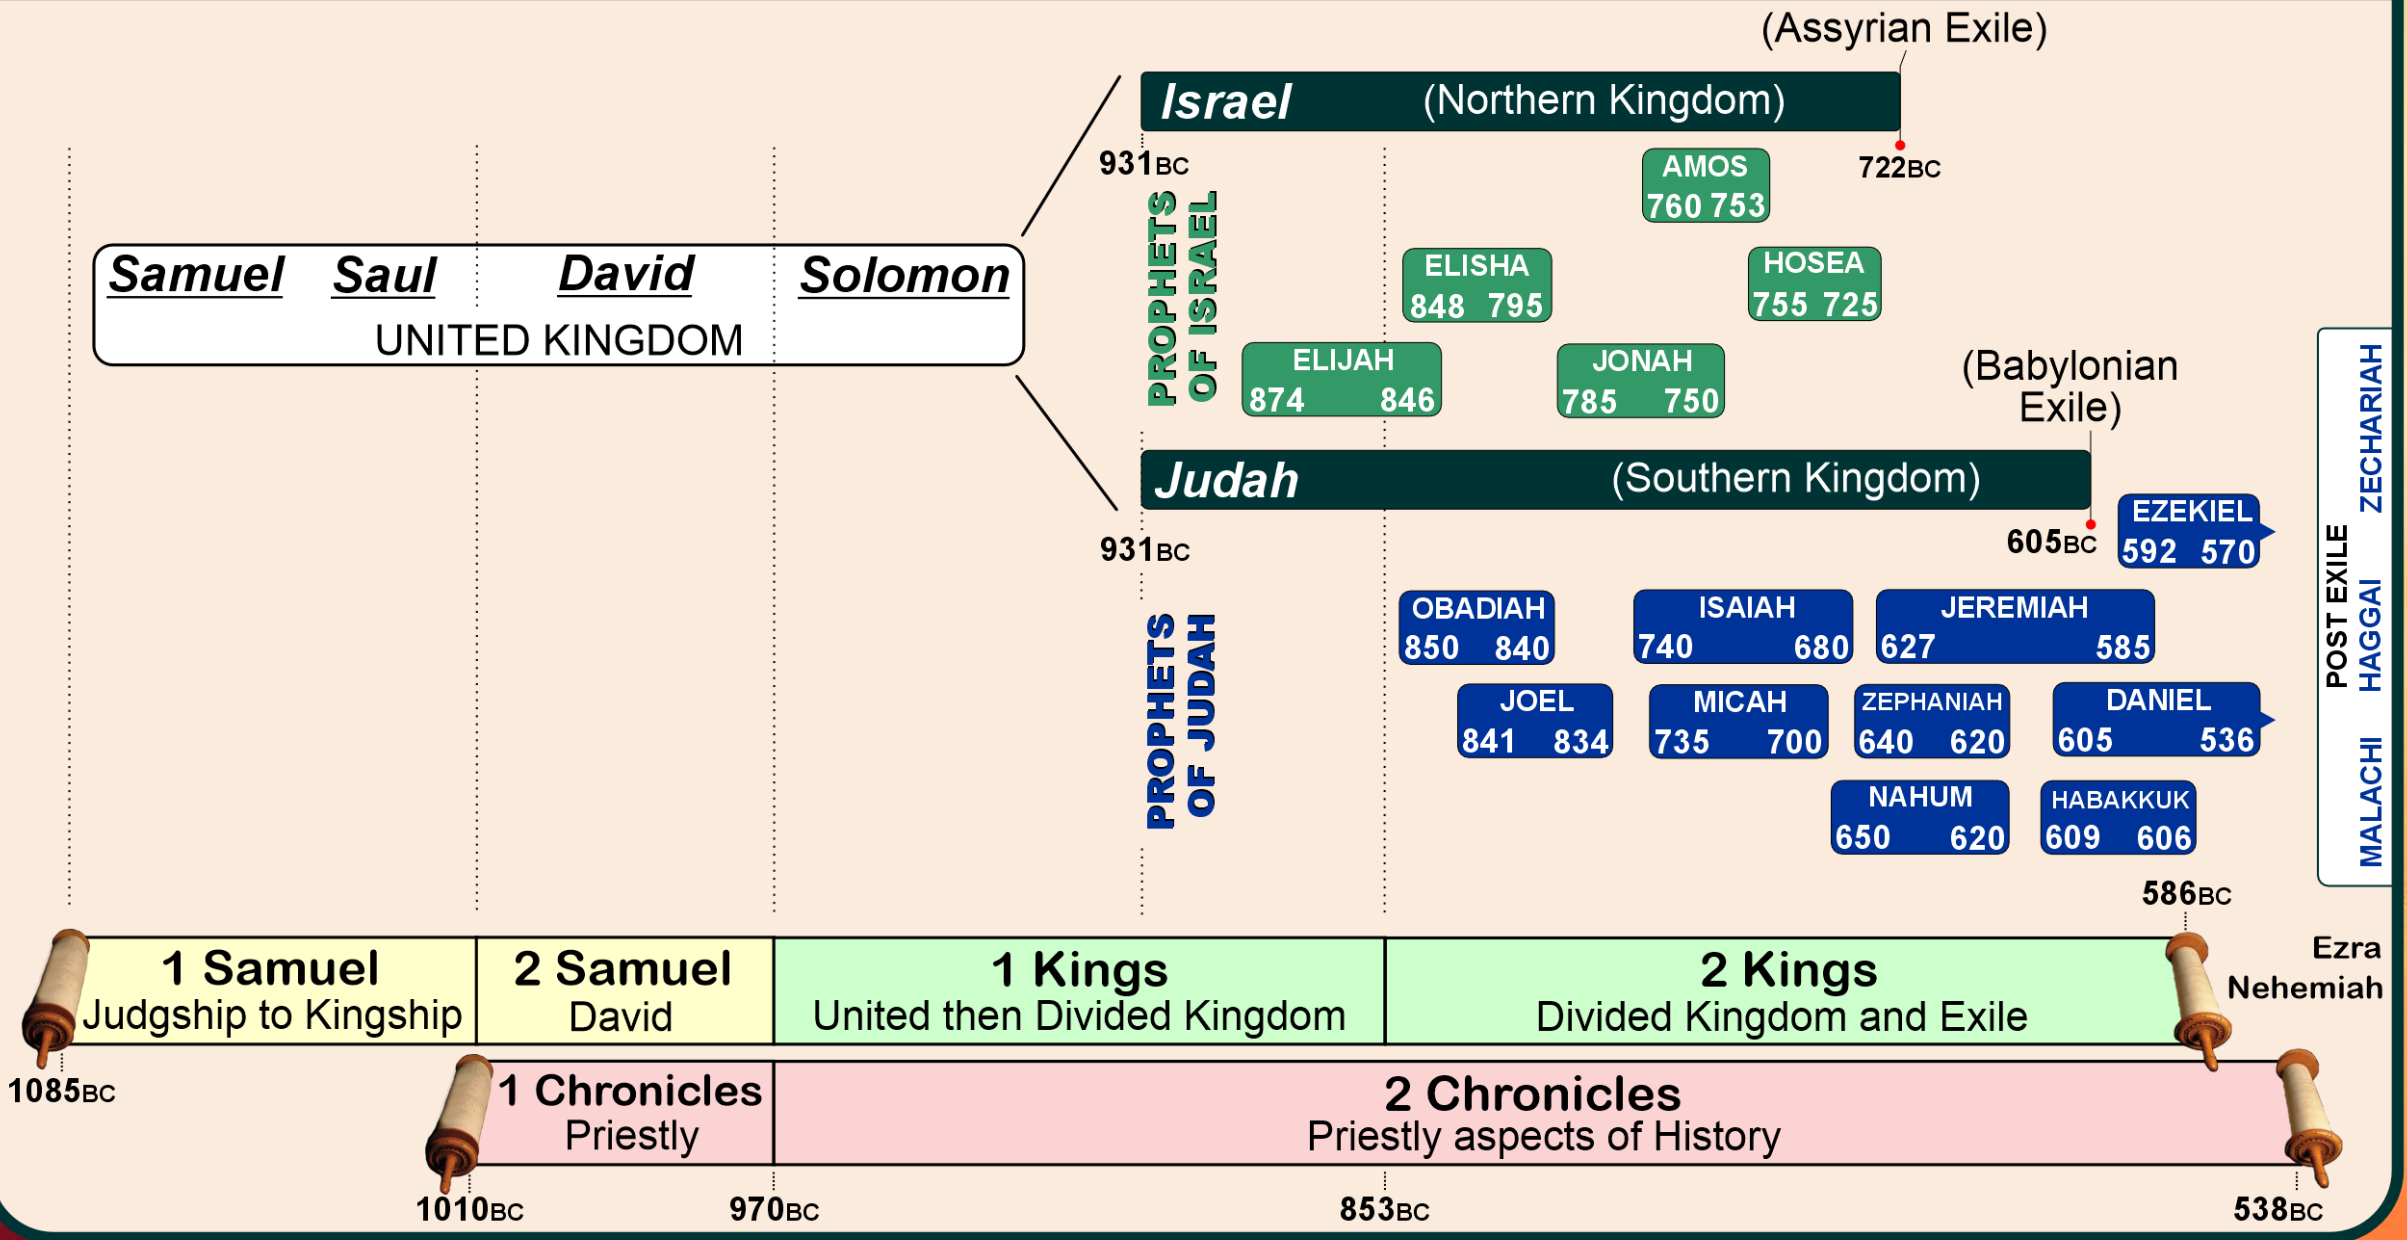 (Assyrian Exile)
Israel (Northern Kingdom)
931BC
722BC
PROPHETS
OF ISRAEL
AMOS
760 753
ELISHA
848 795
HOSEA
755 725
ELIJAH
874 846
JONAH
785 750
Samuel Saul David Solomon
UNITED KINGDOM
(Babylonian
Exile)
Judah (Southern Kingdom)
931BC
605BC
PROPHETS
OF JUDAH
EZEKIEL
592 570
OBADIAH
850 840
ISAIAH
740 680
JEREMIAH
627 585
JOEL
841 834
MICAH
735 700
ZEPHANIAH
640 620
DANIEL
605 536
NAHUM
650 620
HABAKKUK
609 606
POST EXILE
MALACHI HAGGAI ZECHARIAH
586BC
1 Samuel
Judgship to Kingship
2 Samuel
David
1 Kings
United then Divided Kingdom
2 Kings
Divided Kingdom and Exile
Ezra
Nehemiah
1085BC
1 Chronicles
Priestly
2 Chronicles
Priestly aspects of History
1010BC
970BC
853BC
538BC